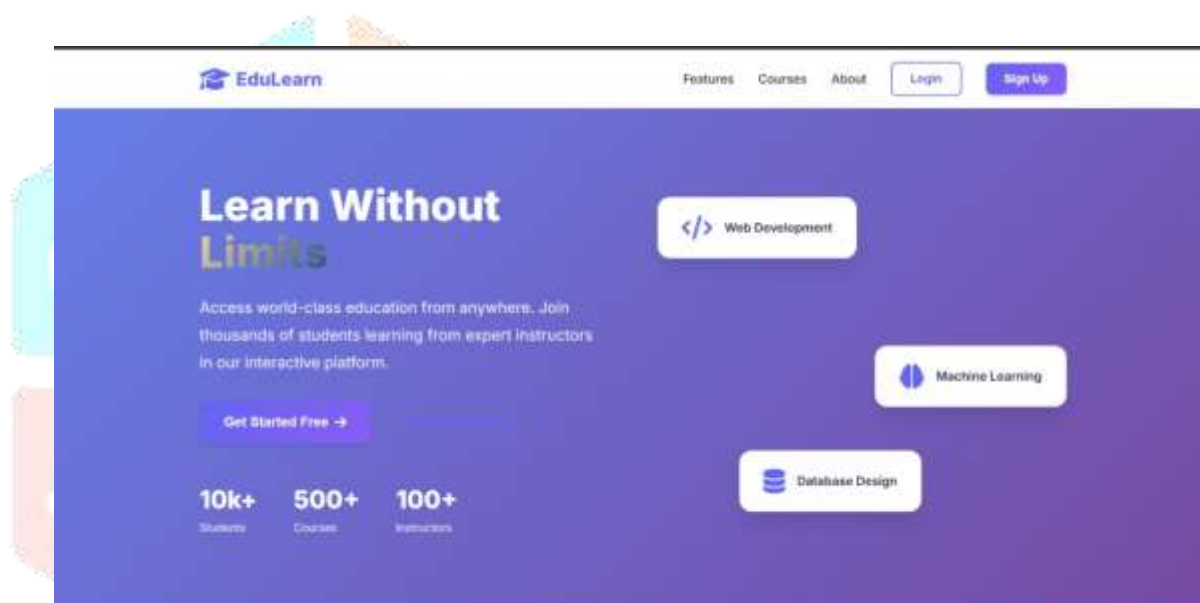 EduLearn
Features Courses About Login Sign Up
Learn Without
Limits
Access world-class education from anywhere. Join
thousands of students learning from expert instructors
in our interactive platform.
Get Started Free →
10k+ 500+ 100+
Students Courses Instructors
Web Development
Machine Learning
Database Design